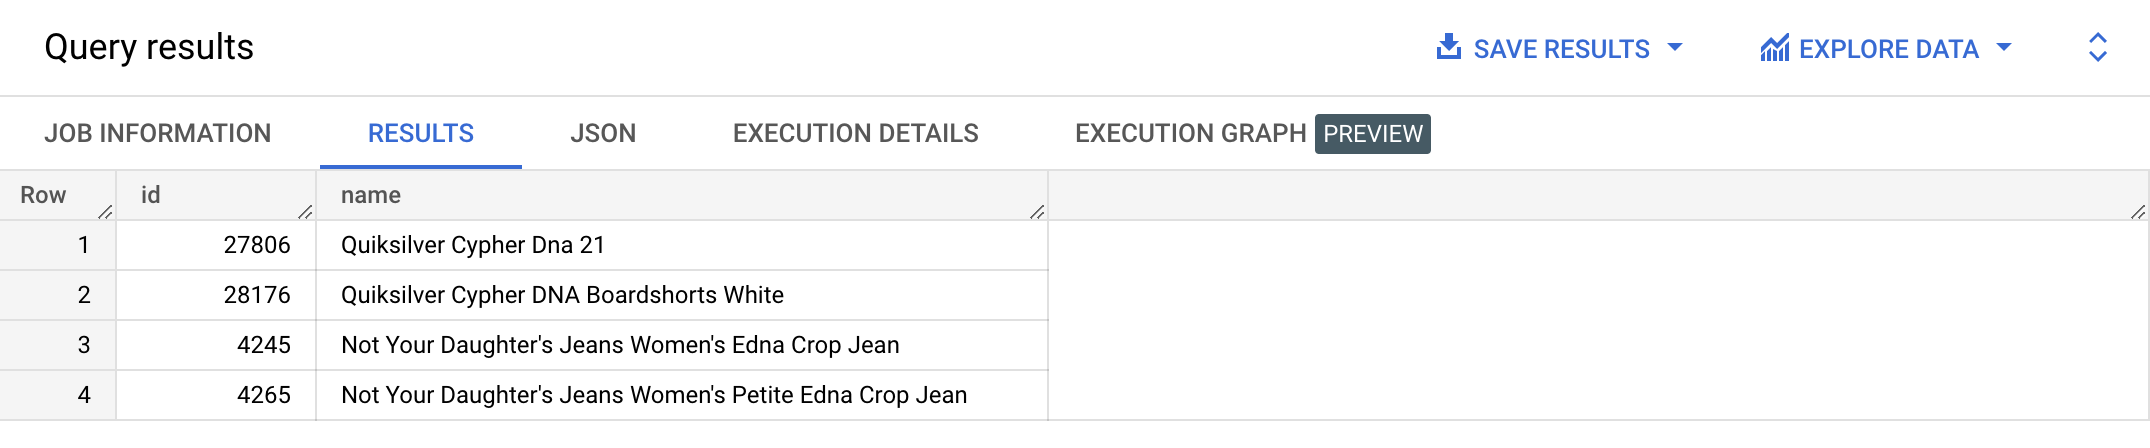 Query results
SAVE RESULTS
EXPLORE DATA
JOB INFORMATION RESULTS JSON EXECUTION DETAILS EXECUTION GRAPH PREVIEW
Row id name
1 27806 Quiksilver Cypher Dna 21
2 28176 Quiksilver Cypher DNA Boardshorts White
3 4245 Not Your Daughter's Jeans Women's Edna Crop Jean
4 4265 Not Your Daughter's Jeans Women's Petite Edna Crop Jean